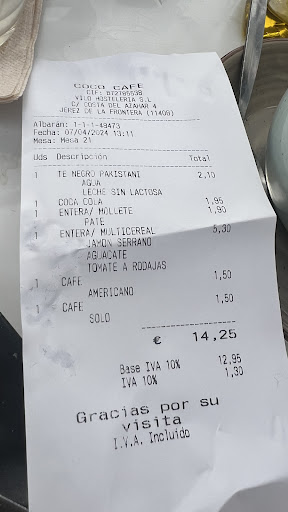 COCO CAFE
CIF: B72765538
VILO HOSTELERIA S.L
C/ COSTA DEL AZAHAR 4
JEREZ DE LA FRONTERA (11408)
Albarán: 1-1-1-49473
Fecha: 07/04/2024 13:11
Mesa: Mesa 21
Uds Descripción Total
1 TE NEGRO PAKISTANI 2,10
AGUA
LECHE SIN LACTOSA
1 COCA COLA 1,95
1 ENTERA/ MOLLETE 1,90
PATE
1 ENTERA/ MULTICEREAL 5,30
JAMON SERRANO
AGUACATE
TOMATE A RODAJAS
1 CAFE 1,50
AMERICANO
1 CAFE 1,50
SOLO
€ 14,25
Base IVA 10% 12,95
IVA 10% 1,30
Gracias por su
visita
I.V.A. Incluido